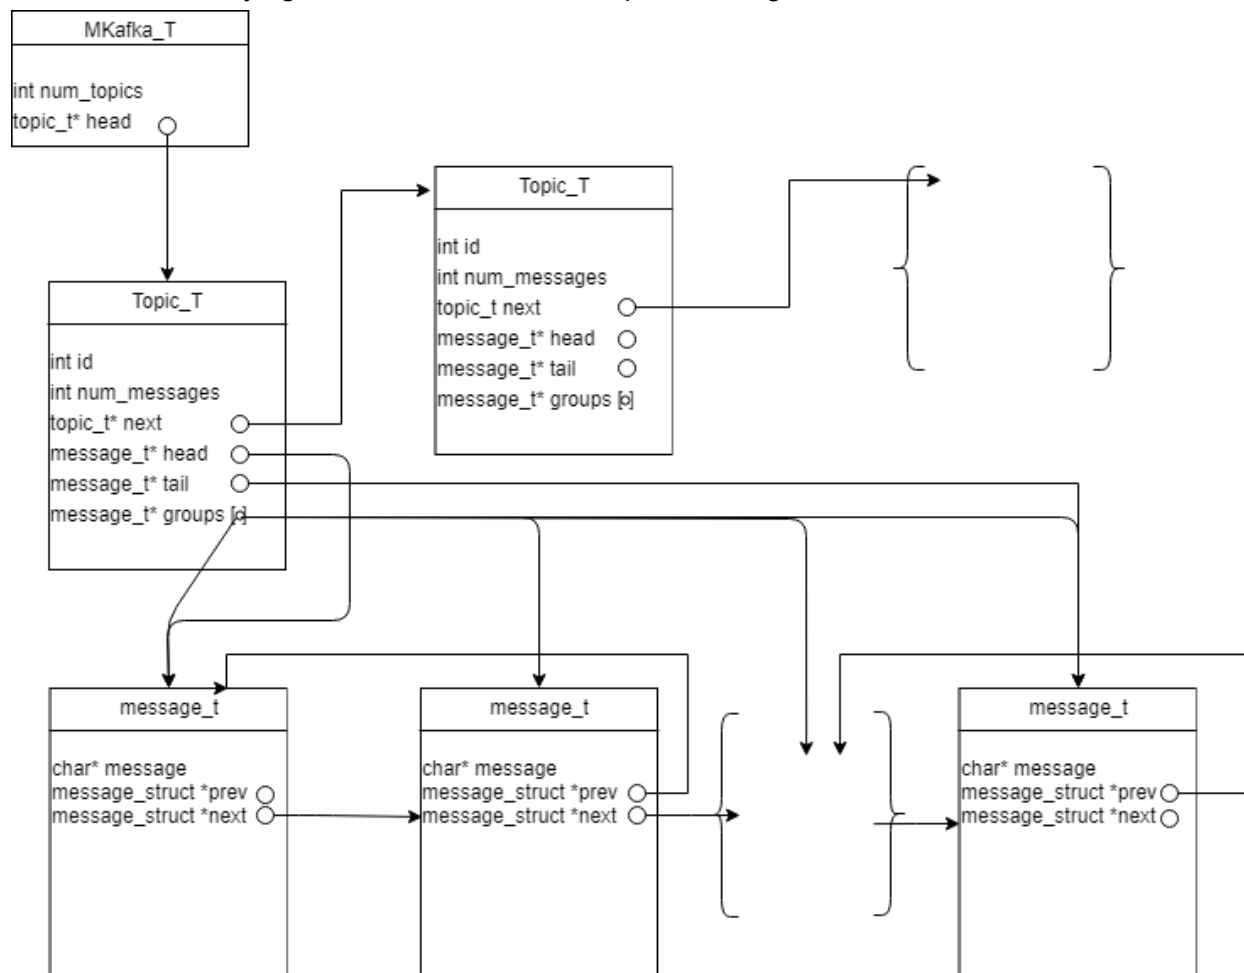 MKafka_T
int num_topics
topic_t* head
Topic_T
int id
int num_messages
topic_t next
message_t* head
message_t* tail
message_t* groups [o]
Topic_T
int id
int num_messages
topic_t* next
message_t* head
message_t* tail
message_t* groups [o]
message_t
char* message
message_struct *prev
message_struct *next
message_t
char* message
message_struct *prev
message_struct *next
message_t
char* message
message_struct *prev
message_struct *next